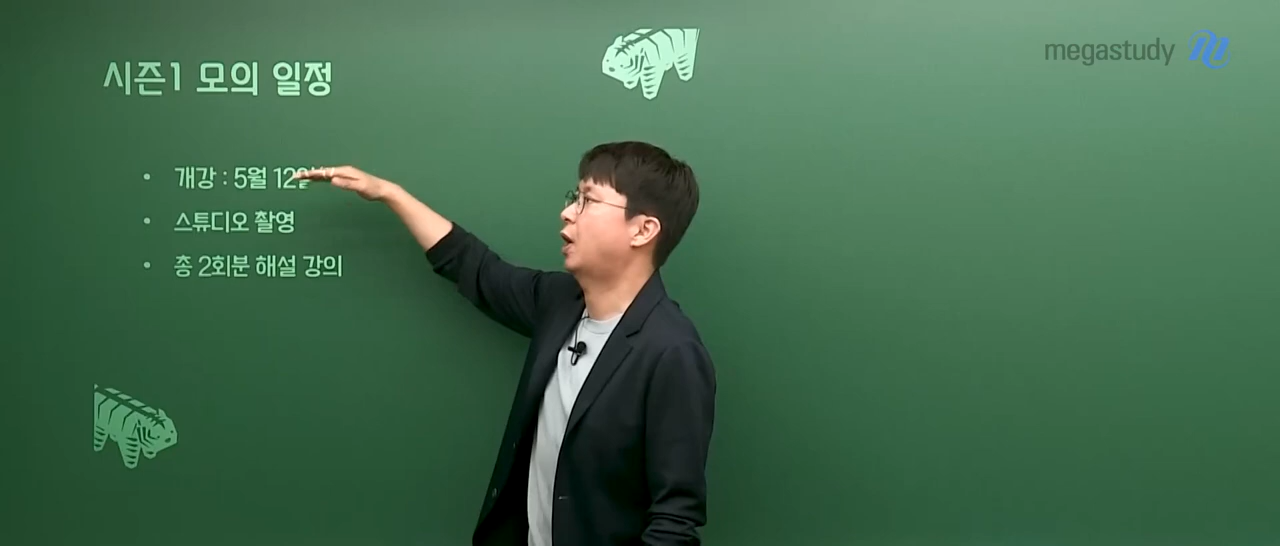 시즌1 모의 일정
megastudy
• 개강 : 5월
• 스튜디오 촬영
• 총 2회분 해설 강의